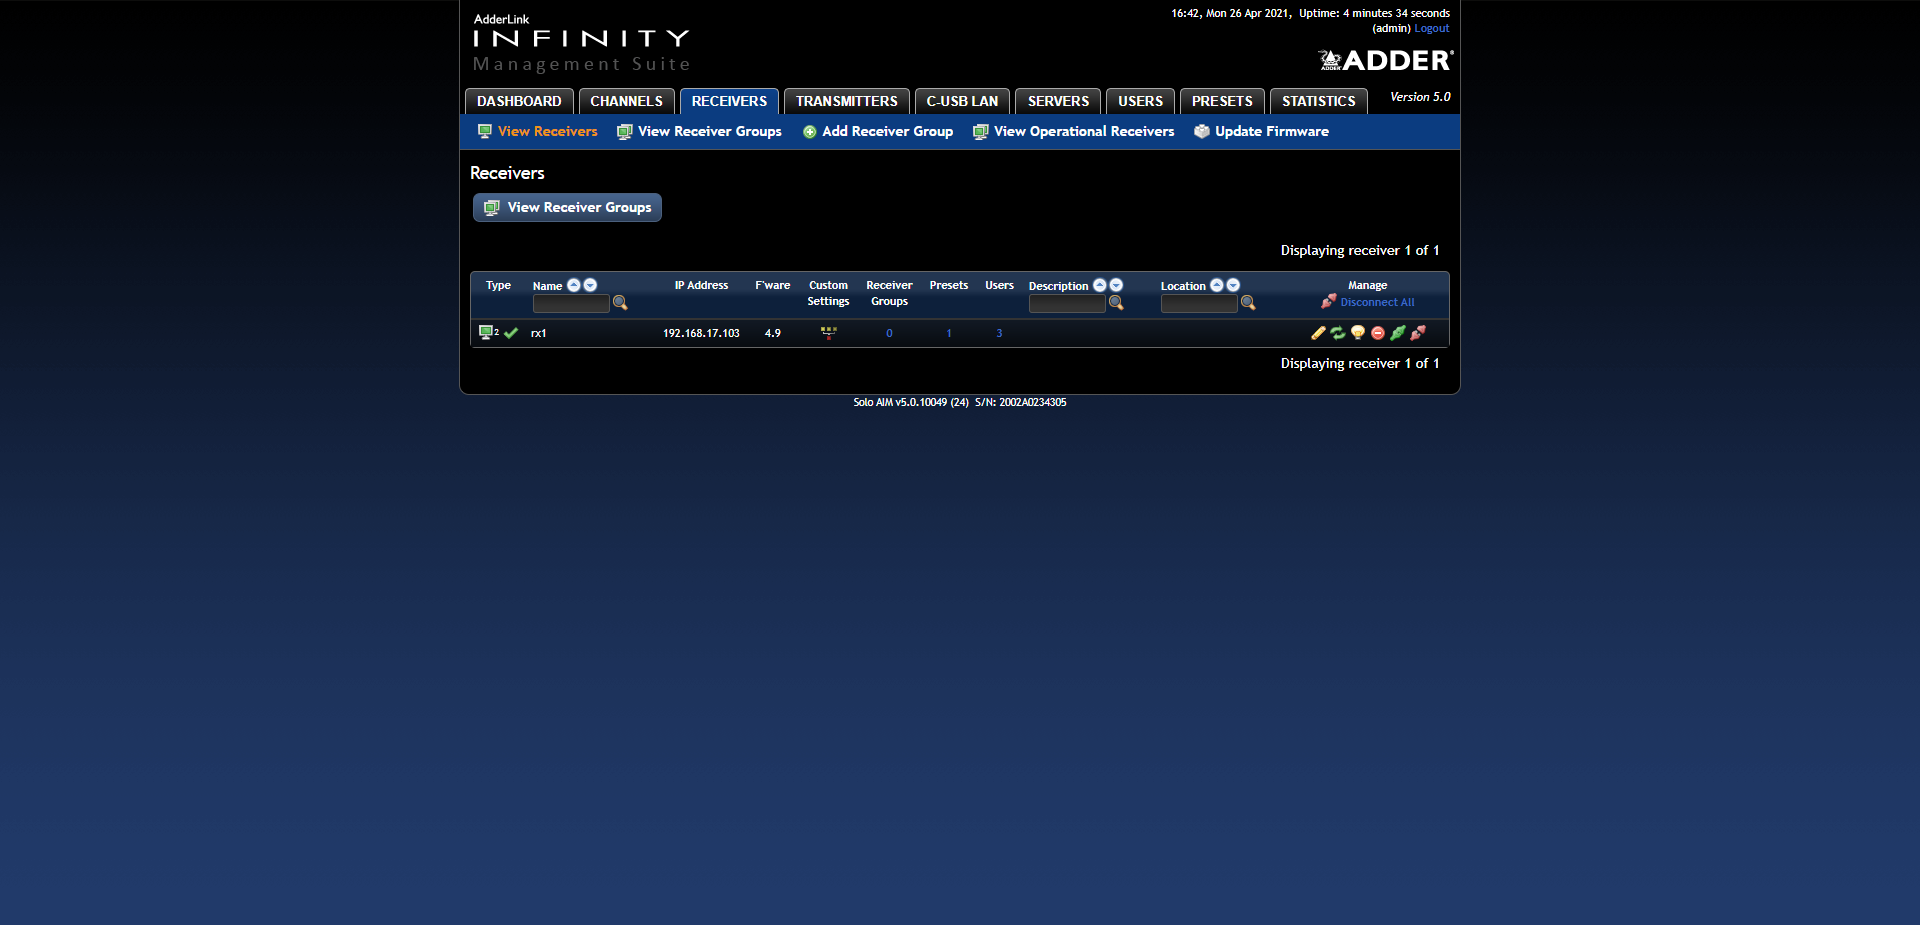 AdderLink
INFINITY
Management Suite
16:42, Mon 26 Apr 2021, Uptime: 4 minutes 34 seconds
(admin) Logout
ADDER
ADDER®
DASHBOARD CHANNELS RECEIVERS TRANSMITTERS C-USB LAN SERVERS USERS PRESETS STATISTICS Version 5.0
View Receivers View Receiver Groups Add Receiver Group View Operational Receivers Update Firmware
Receivers
View Receiver Groups
Displaying receiver 1 of 1
Type Name IP Address F'ware Custom Settings Receiver Groups Presets Users Description Location Manage
Disconnect All
2 rx1 192.168.17.103 4.9 0 1 3
Displaying receiver 1 of 1
Solo AIM v5.0.10049 (24) S/N: 2002A0234305